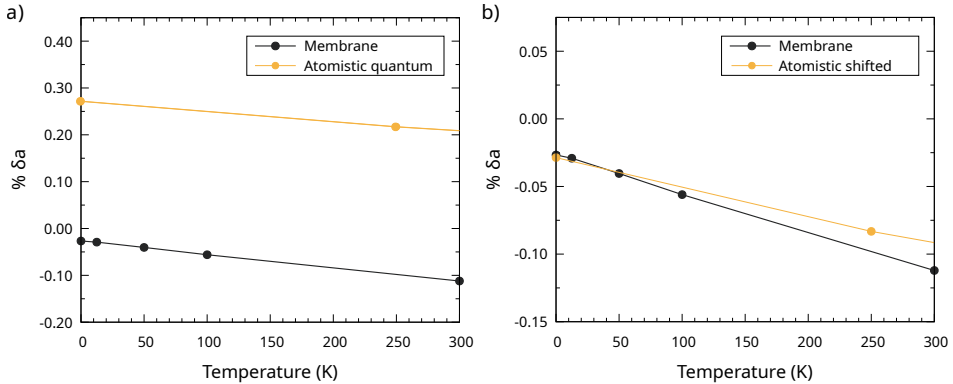 a)
0.40
0.30
0.20
0.10
0.00
-0.10
-0.20
% δa
Membrane
Atomistic quantum
0 50 100 150 200 250 300
Temperature (K)
b)
0.05
0.00
-0.05
-0.10
-0.15
% δa
Membrane
Atomistic shifted
0 50 100 150 200 250 300
Temperature (K)